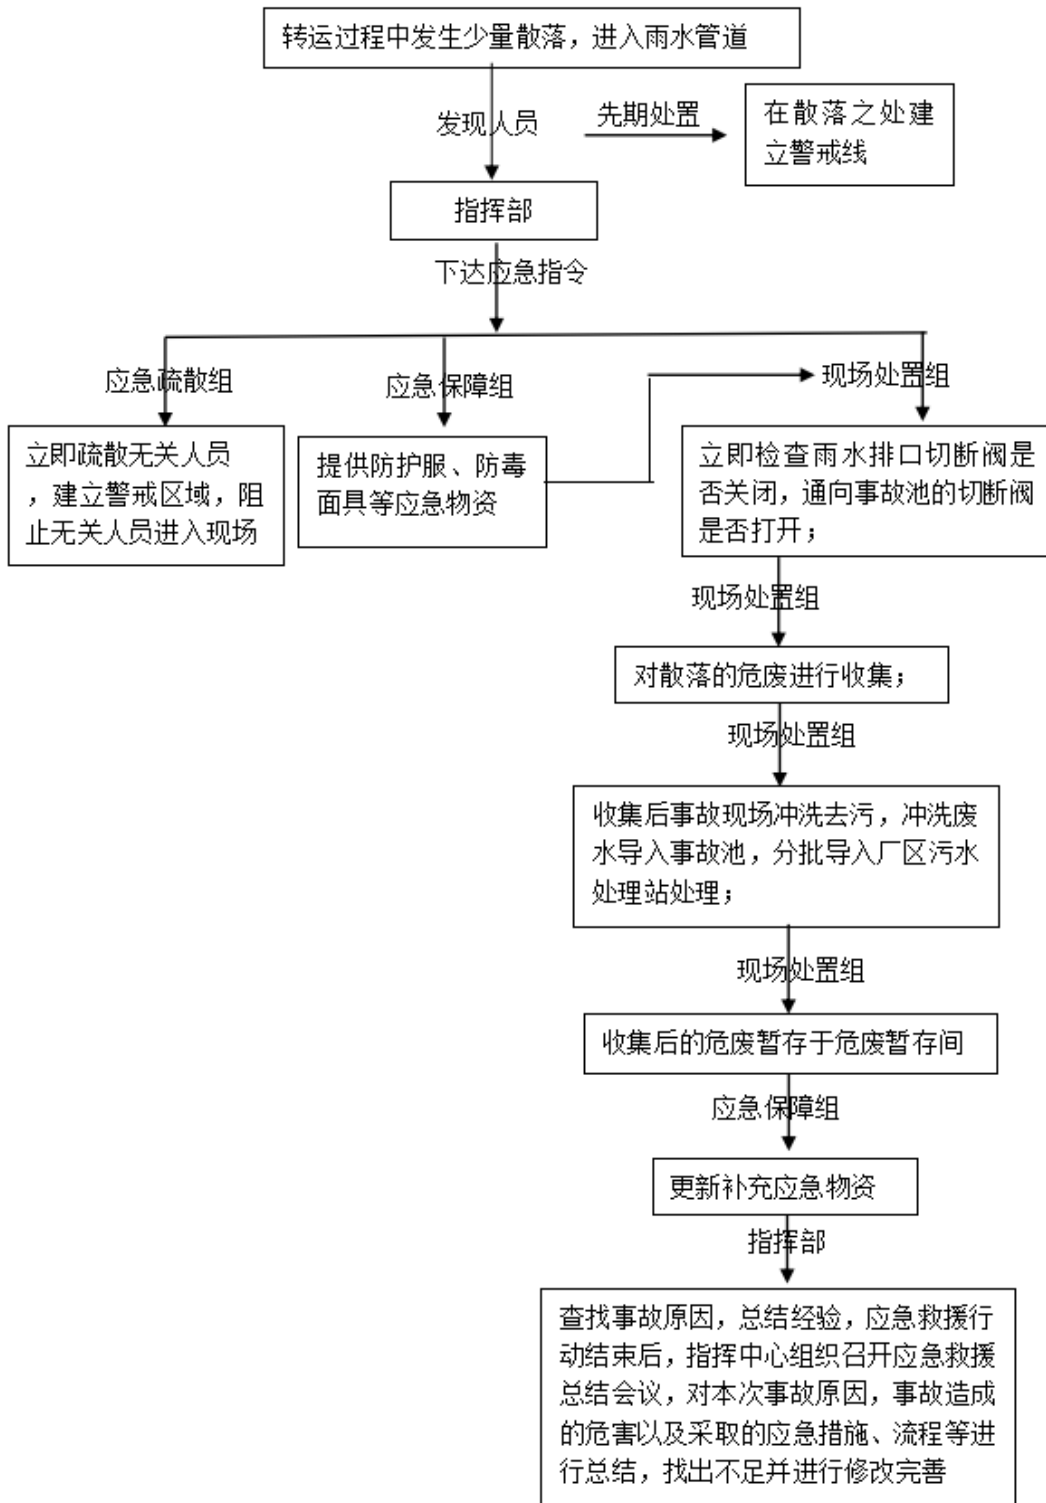 转运过程中发生少量散落，进入雨水管道
发现人员
先期处置
在散落之处建
立警戒线
指挥部
下达应急指令
应急疏散组
应急保障组
现场处置组
立即疏散无关人员
，建立警戒区域，阻
止无关人员进入现场
提供防护服、防毒
面具等应急物资
立即检查雨水排口切断阀是
否关闭，通向事故池的切断阀
是否打开；
现场处置组
对散落的危废进行收集；
现场处置组
收集后事故现场冲洗去污，冲洗废
水导入事故池，分批导入厂区污水
处理站处理；
现场处置组
收集后的危废暂存于危废暂存间
应急保障组
更新补充应急物资
指挥部
查找事故原因，总结经验，应急救援行
动结束后，指挥中心组织召开应急救援
总结会议，对本次事故原因，事故造成
的危害以及采取的应急措施、流程等进
行总结，找出不足并进行修改完善